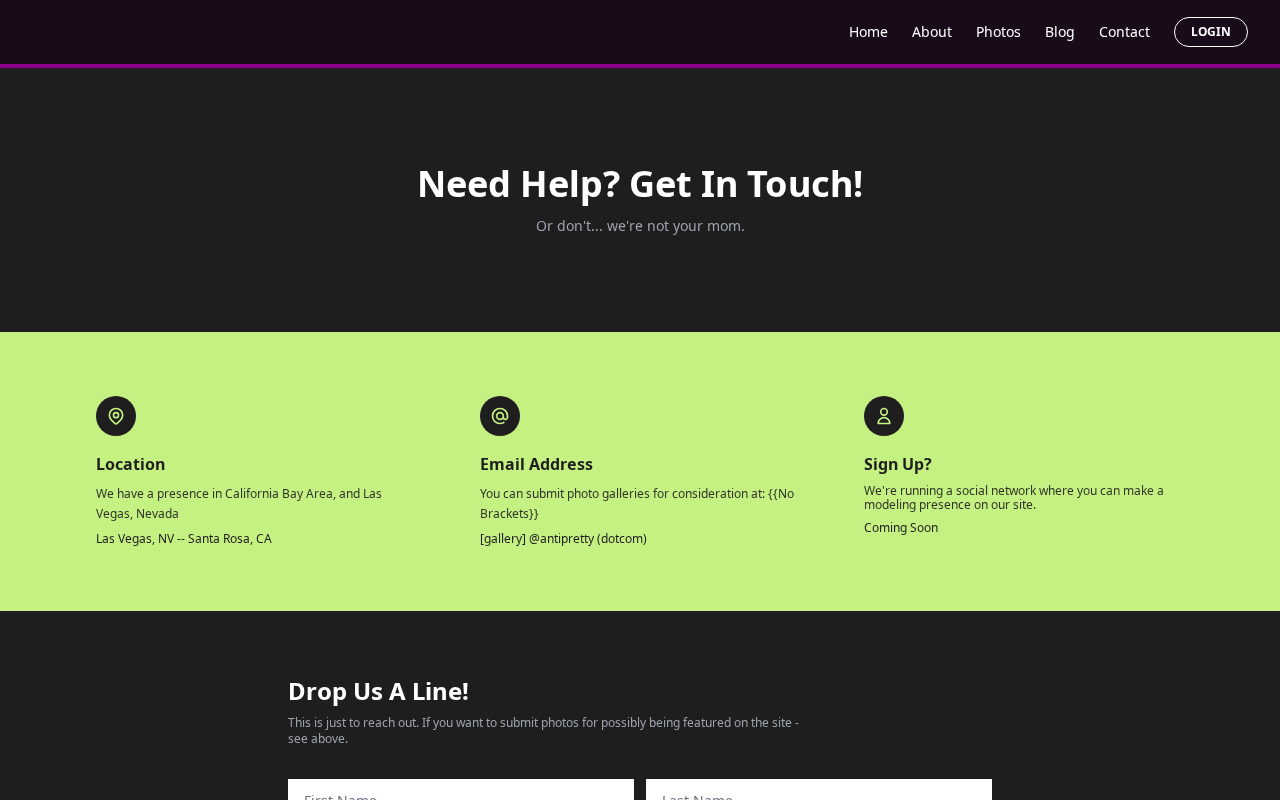 Home About Photos Blog Contact LOGIN
Need Help? Get In Touch!
Or don't... we're not your mom.
Location
We have a presence in California Bay Area, and Las
Vegas, Nevada
Las Vegas, NV -- Santa Rosa, CA
Email Address
You can submit photo galleries for consideration at: {{No
Brackets}}
[gallery] @antipretty (dotcom)
Sign Up?
We're running a social network where you can make a
modeling presence on our site.
Coming Soon
Drop Us A Line!
This is just to reach out. If you want to submit photos for possibly being featured on the site -
see above.
First Name Last Name